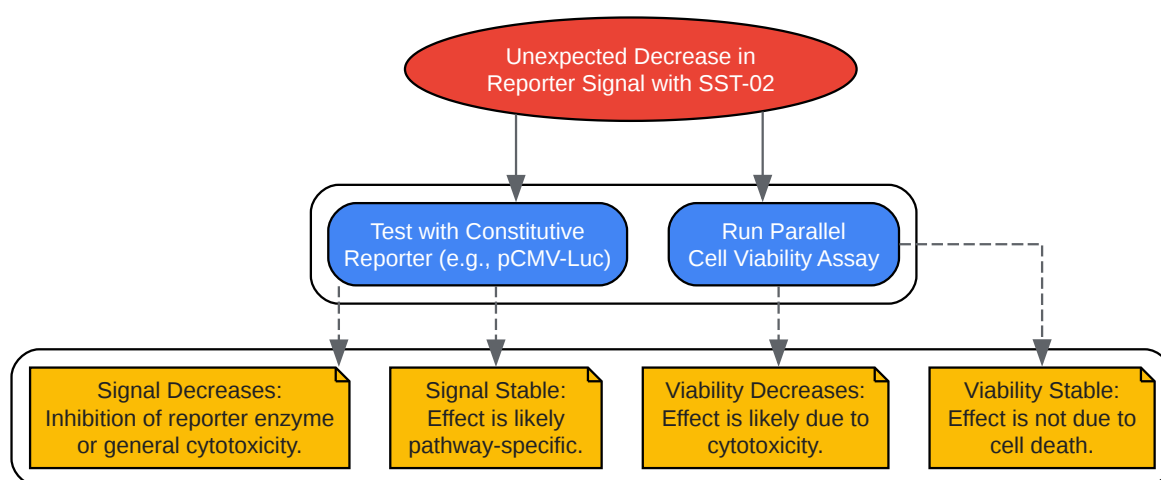 Unexpected Decrease in
Reporter Signal with SST-02
Test with Constitutive
Reporter (e.g., pCMV-Luc)
Run Parallel
Cell Viability Assay
Signal Decreases:
Inhibition of reporter enzyme
or general cytotoxicity.
Signal Stable:
Effect is likely
pathway-specific.
Viability Decreases:
Effect is likely due to
cytotoxicity.
Viability Stable:
Effect is not due to
cell death.